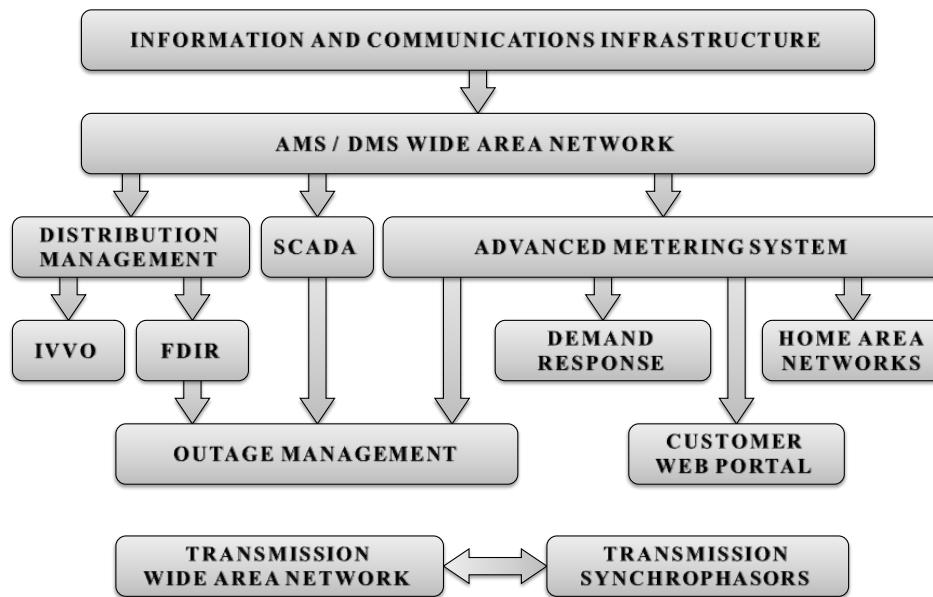 INFORMATION AND COMMUNICATIONS INFRASTRUCTURE
AMS / DMS WIDE AREA NETWORK
DISTRIBUTION
MANAGEMENT
SCADA
ADVANCED METERING SYSTEM
IVVO
FDIR
DEMAND
RESPONSE
HOME AREA
NETWORKS
OUTAGE MANAGEMENT
CUSTOMER
WEB PORTAL
TRANSMISSION
WIDE AREA NETWORK
TRANSMISSION
SYNCHROPHASORS